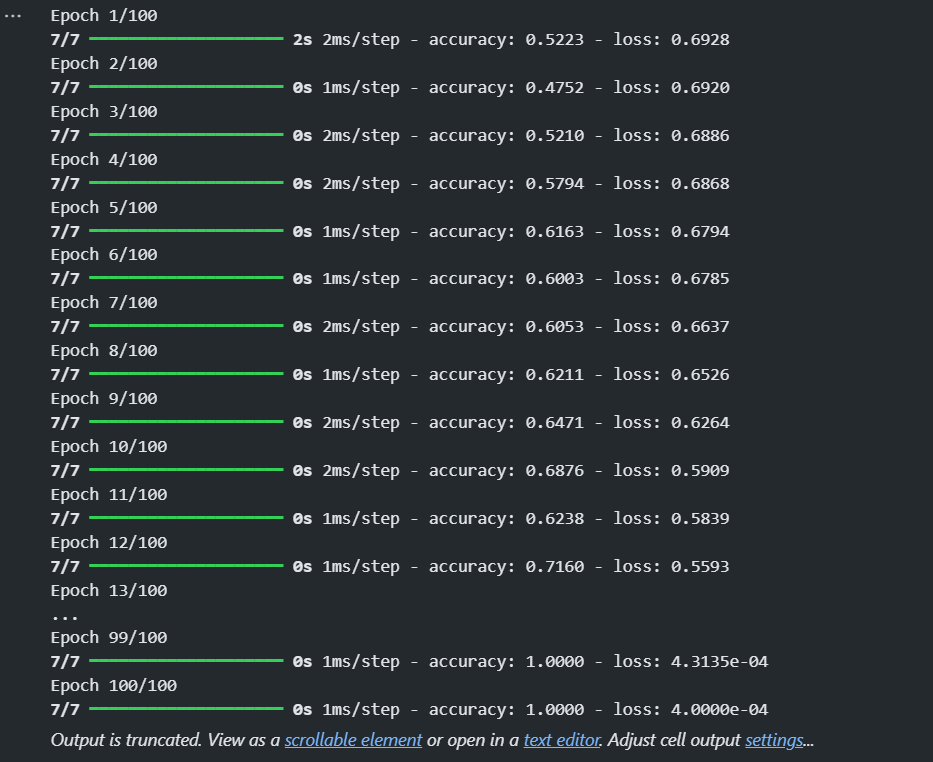 ...
Epoch 1/100
7/7 ━━━━━━━━━━━━━━━━━━━━ 2s 2ms/step - accuracy: 0.5223 - loss: 0.6928
Epoch 2/100
7/7 ━━━━━━━━━━━━━━━━━━━━ 0s 1ms/step - accuracy: 0.4752 - loss: 0.6920
Epoch 3/100
7/7 ━━━━━━━━━━━━━━━━━━━━ 0s 2ms/step - accuracy: 0.5210 - loss: 0.6886
Epoch 4/100
7/7 ━━━━━━━━━━━━━━━━━━━━ 0s 2ms/step - accuracy: 0.5794 - loss: 0.6868
Epoch 5/100
7/7 ━━━━━━━━━━━━━━━━━━━━ 0s 1ms/step - accuracy: 0.6163 - loss: 0.6794
Epoch 6/100
7/7 ━━━━━━━━━━━━━━━━━━━━ 0s 1ms/step - accuracy: 0.6003 - loss: 0.6785
Epoch 7/100
7/7 ━━━━━━━━━━━━━━━━━━━━ 0s 2ms/step - accuracy: 0.6053 - loss: 0.6637
Epoch 8/100
7/7 ━━━━━━━━━━━━━━━━━━━━ 0s 1ms/step - accuracy: 0.6211 - loss: 0.6526
Epoch 9/100
7/7 ━━━━━━━━━━━━━━━━━━━━ 0s 2ms/step - accuracy: 0.6471 - loss: 0.6264
Epoch 10/100
7/7 ━━━━━━━━━━━━━━━━━━━━ 0s 2ms/step - accuracy: 0.6876 - loss: 0.5909
Epoch 11/100
7/7 ━━━━━━━━━━━━━━━━━━━━ 0s 1ms/step - accuracy: 0.6238 - loss: 0.5839
Epoch 12/100
7/7 ━━━━━━━━━━━━━━━━━━━━ 0s 1ms/step - accuracy: 0.7160 - loss: 0.5593
Epoch 13/100
...
Epoch 99/100
7/7 ━━━━━━━━━━━━━━━━━━━━ 0s 1ms/step - accuracy: 1.0000 - loss: 4.3135e-04
Epoch 100/100
7/7 ━━━━━━━━━━━━━━━━━━━━ 0s 1ms/step - accuracy: 1.0000 - loss: 4.0000e-04
Output is truncated. View as a scrollable element or open in a text editor. Adjust cell output settings...